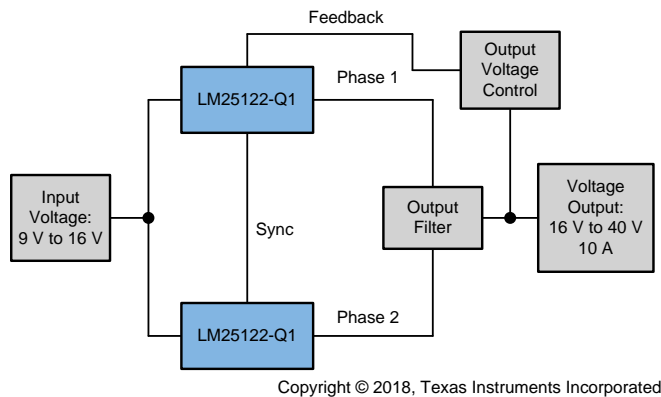 Feedback
Output
Voltage
Control
Phase 1
LM25122-Q1
Input
Voltage:
9 V to 16 V
Sync
Output
Filter
Voltage
Output:
16 V to 40 V
10 A
LM25122-Q1
Phase 2
Copyright © 2018, Texas Instruments Incorporated